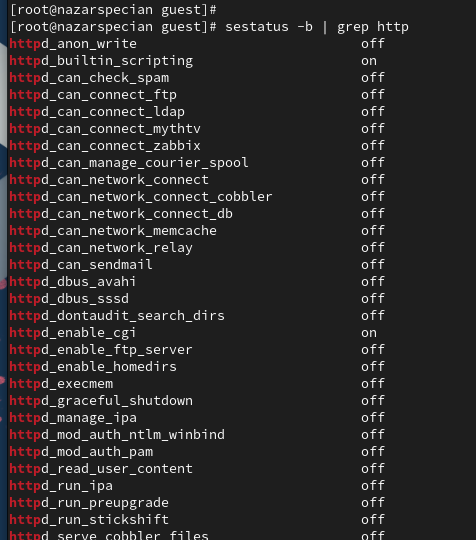 [root@nazarspecian guest]#
[root@nazarspecian guest]# sestatus -b | grep http
httpd_anon_write                            off
httpd_builtin_scripting                     on
httpd_can_check_spam                        off
httpd_can_connect_ftp                       off
httpd_can_connect_ldap                      off
httpd_can_connect_mythtv                    off
httpd_can_connect_zabbix                    off
httpd_can_manage_courier_spool              off
httpd_can_network_connect                   off
httpd_can_network_connect_cobbler           off
httpd_can_network_connect_db                off
httpd_can_network_memcache                  off
httpd_can_network_relay                     off
httpd_can_sendmail                          off
httpd_dbus_avahi                            off
httpd_dbus_sssd                             off
httpd_dontaudit_search_dirs                 off
httpd_enable_cgi                            on
httpd_enable_ftp_server                     off
httpd_enable_homedirs                       off
httpd_execmem                               off
httpd_graceful_shutdown                     off
httpd_manage_ipa                            off
httpd_mod_auth_ntlm_winbind                 off
httpd_mod_auth_pam                          off
httpd_read_user_content                     off
httpd_run_ipa                               off
httpd_run_preupgrade                        off
httpd_run_stickshift                        off
httpd_serve_cobbler_files                   off